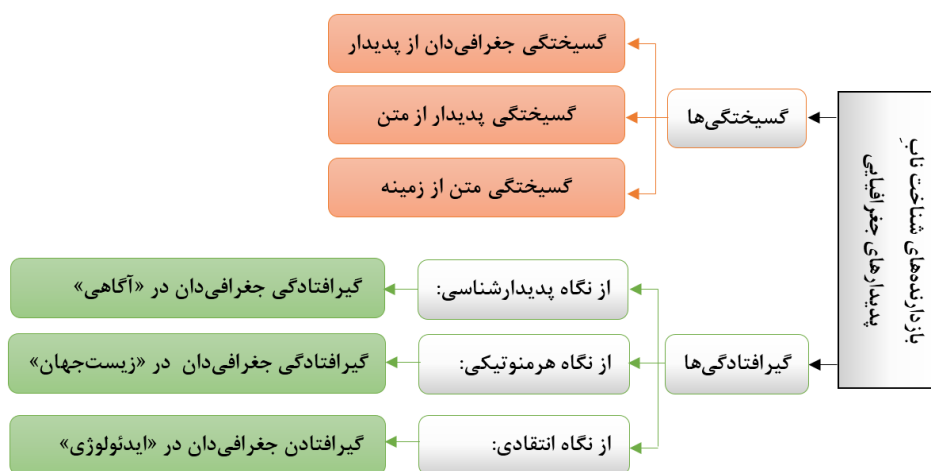 بازدارنده‌های شناخت نابِ
پدیدارهای جغرافیایی
گسیختگی‌ها
گسیختگی جغرافی‌دان از پدیدار
گسیختگی پدیدار از متن
گسیختگی متن از زمینه
گیرافتادگی‌ها
از نگاه پدیدارشناسی:
گیرافتادگی جغرافی‌دان در «آگاهی»
از نگاه هرمنوتیکی:
گیرافتادگی جغرافی‌دان در «زیست‌جهان»
از نگاه انتقادی:
گیرافتادن جغرافی‌دان در «ایدئولوژی»